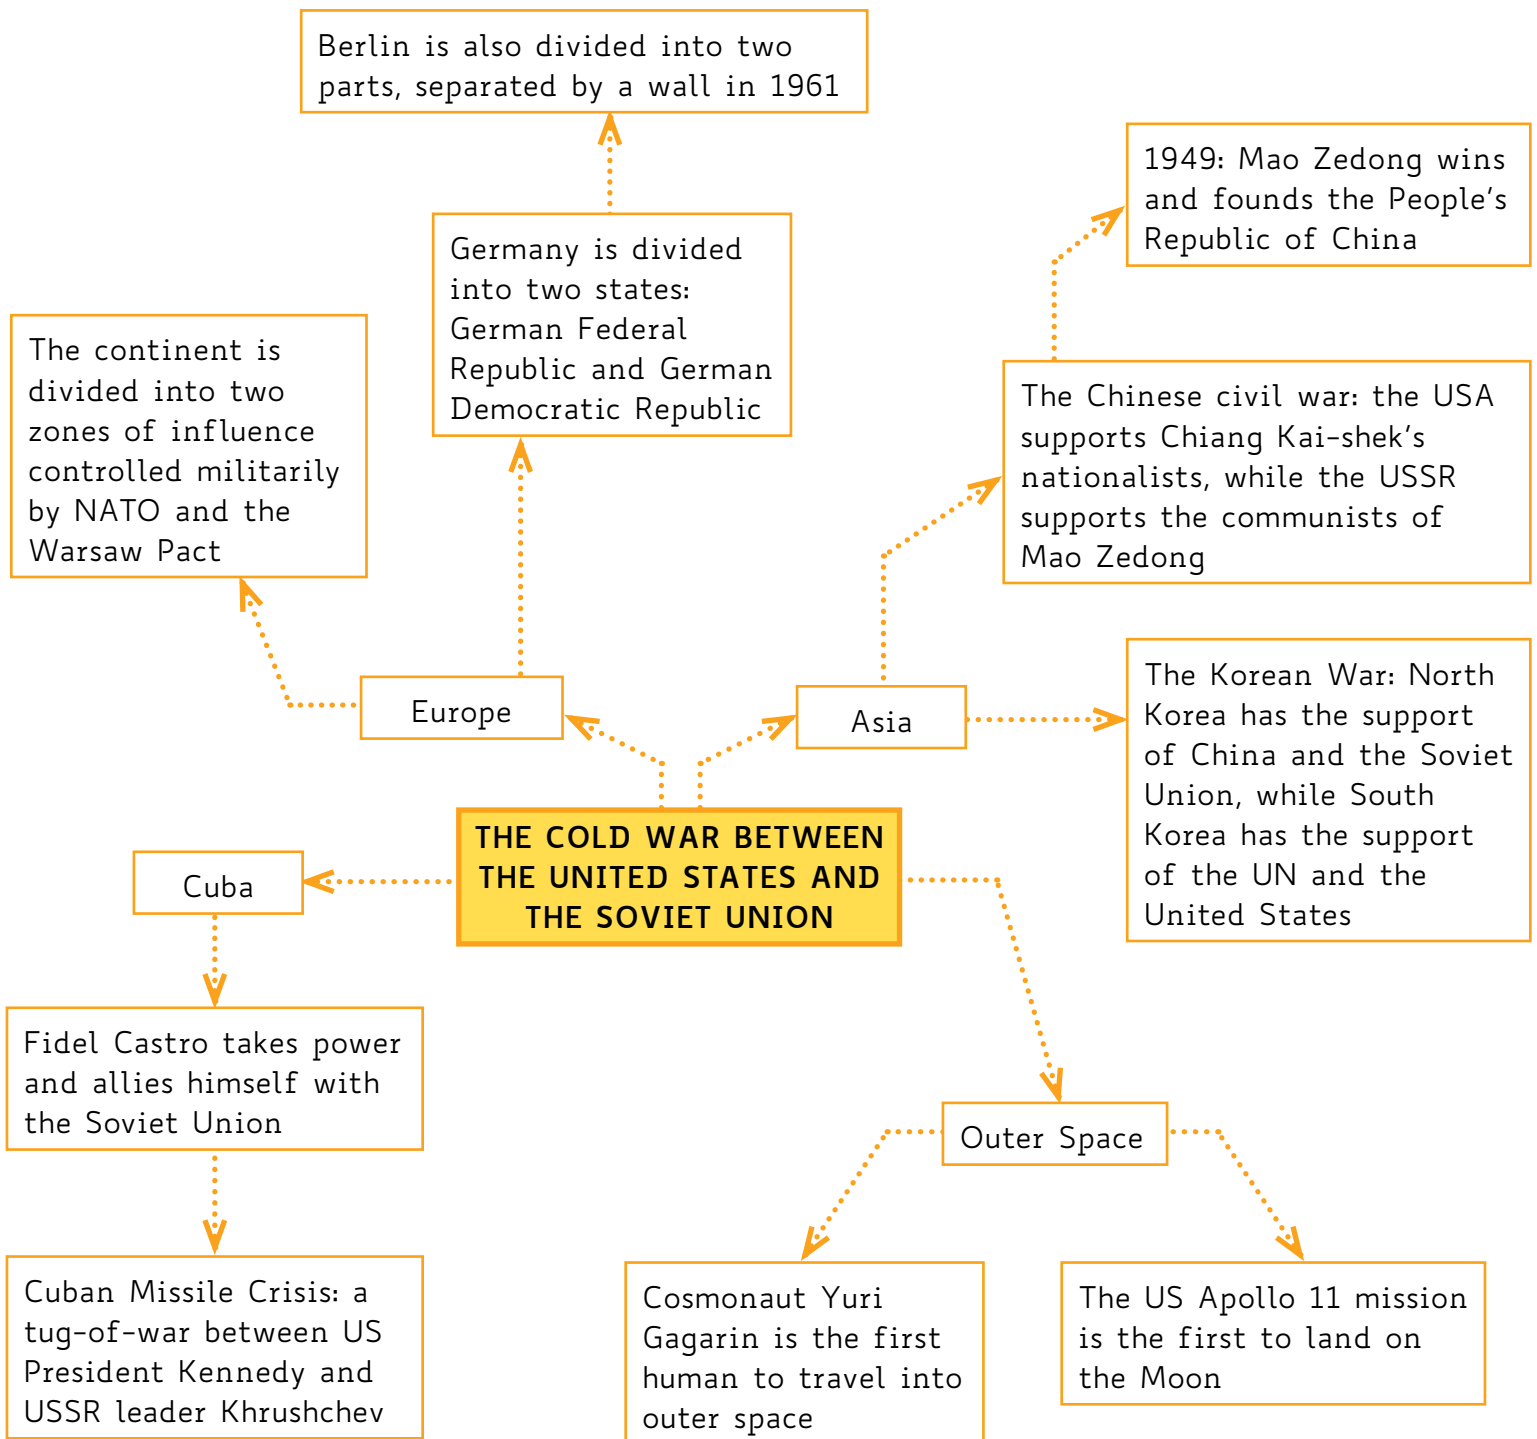 Berlin is also divided into two
parts, separated by a wall in 1961
1949: Mao Zedong wins
and founds the People's
Republic of China
Germany is divided
into two states:
German Federal
Republic and German
Democratic Republic
The continent is
divided into two
zones of influence
controlled militarily
by NATO and the
Warsaw Pact
The Chinese civil war: the USA
supports Chiang Kai-shek's
nationalists, while the USSR
supports the communists of
Mao Zedong
The Korean War: North
Korea has the support
of China and the Soviet
Union, while South
Korea has the support
of the UN and the
United States
Europe
Asia
THE COLD WAR BETWEEN
THE UNITED STATES AND
THE SOVIET UNION
Cuba
Fidel Castro takes power
and allies himself with
the Soviet Union
Outer Space
Cuban Missile Crisis: a
tug-of-war between US
President Kennedy and
USSR leader Khrushchev
Cosmonaut Yuri
Gagarin is the first
human to travel into
outer space
The US Apollo 11 mission
is the first to land on
the Moon